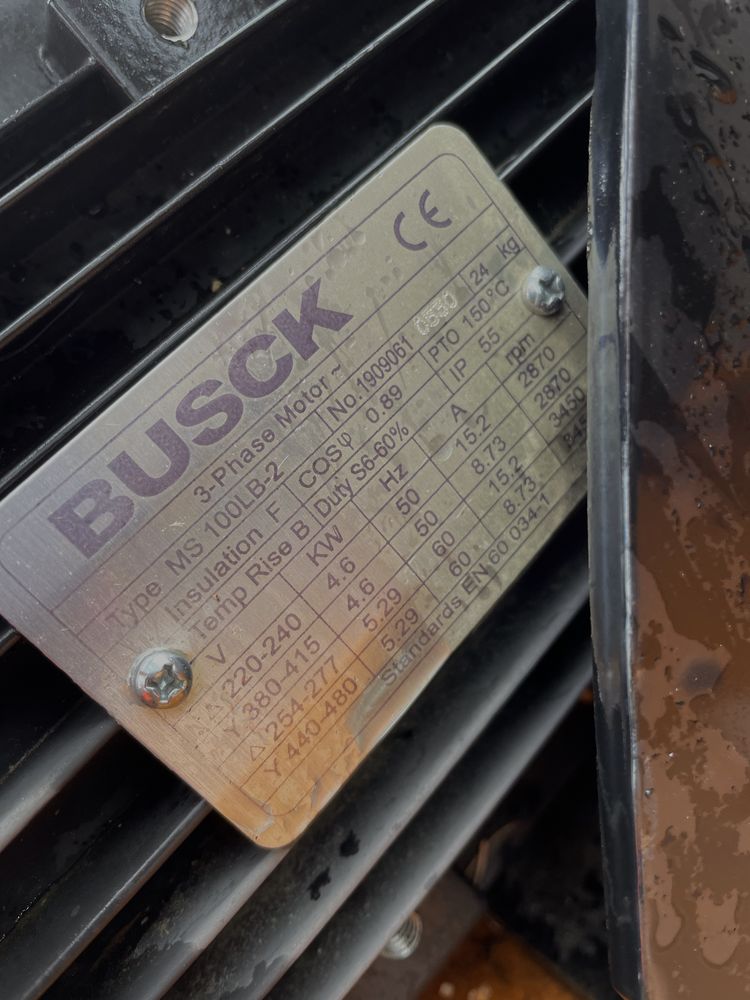 CE
BUSCK
3-Phase Motor ~
Type MS 100LB-2 No.1909061 0530 24 kg
Insulation F COSφ 0.89 PTO 150°C
Temp Rise B Duty S6-60% IP 55
V KW Hz A rpm
△ 220-240 4.6 50 15.2 2870
Y 380-415 4.6 50 8.73 2870
△ 254-277 5.29 60 15.2 3450
Y 440-480 5.29 60 8.73
Standards EN 60 034-1